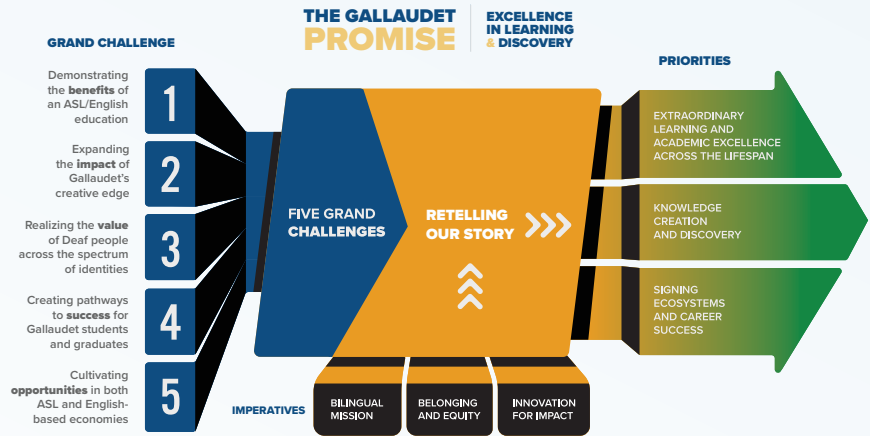 THE GALLAUDET
PROMISE
EXCELLENCE
IN LEARNING
& DISCOVERY
GRAND CHALLENGE
Demonstrating
the benefits of
an ASL/English
education
1
Expanding
the impact of
Gallaudet's
creative edge
2
Realizing the value
of Deaf people
across the spectrum
of identities
3
Creating pathways
to success for
Gallaudet students
and graduates
4
Cultivating
opportunities in both
ASL and English-
based economies
5
FIVE GRAND
CHALLENGES
RETELLING
OUR STORY
IMPERATIVES
BILINGUAL
MISSION
BELONGING
AND EQUITY
INNOVATION
FOR IMPACT
PRIORITIES
EXTRAORDINARY
LEARNING AND
ACADEMIC EXCELLENCE
ACROSS THE LIFESPAN
KNOWLEDGE
CREATION
AND DISCOVERY
SIGNING
ECOSYSTEMS
AND CAREER
SUCCESS